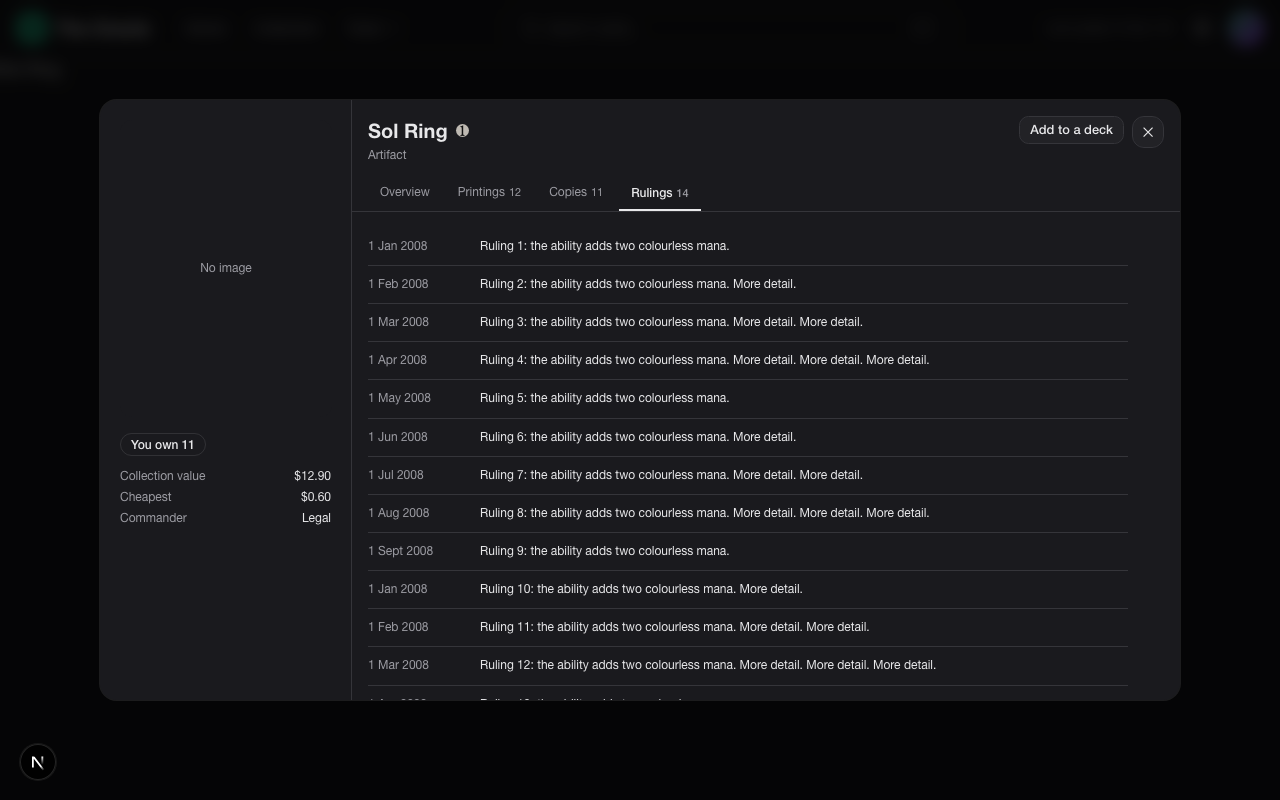 Sol Ring 1
Artifact
Add to a deck
Overview
Printings 12
Copies 11
Rulings 14
No image
You own 11
Collection value $12.90
Cheapest $0.60
Commander Legal
1 Jan 2008 Ruling 1: the ability adds two colourless mana.
1 Feb 2008 Ruling 2: the ability adds two colourless mana. More detail.
1 Mar 2008 Ruling 3: the ability adds two colourless mana. More detail. More detail.
1 Apr 2008 Ruling 4: the ability adds two colourless mana. More detail. More detail. More detail.
1 May 2008 Ruling 5: the ability adds two colourless mana.
1 Jun 2008 Ruling 6: the ability adds two colourless mana. More detail.
1 Jul 2008 Ruling 7: the ability adds two colourless mana. More detail. More detail.
1 Aug 2008 Ruling 8: the ability adds two colourless mana. More detail. More detail. More detail.
1 Sept 2008 Ruling 9: the ability adds two colourless mana.
1 Jan 2008 Ruling 10: the ability adds two colourless mana. More detail.
1 Feb 2008 Ruling 11: the ability adds two colourless mana. More detail. More detail.
1 Mar 2008 Ruling 12: the ability adds two colourless mana. More detail. More detail. More detail.
N